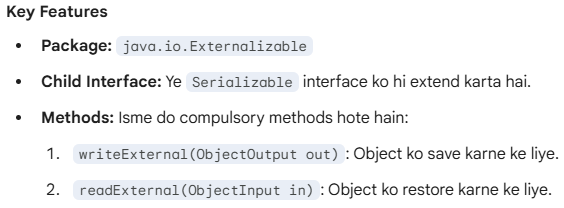 Key Features
• Package: java.io.Externalizable
• Child Interface: Ye Serializable interface ko hi extend karta hai.
• Methods: Isme do compulsory methods hote hain:
1. writeExternal(ObjectOutput out): Object ko save karne ke liye.
2. readExternal(ObjectInput in): Object ko restore karne ke liye.